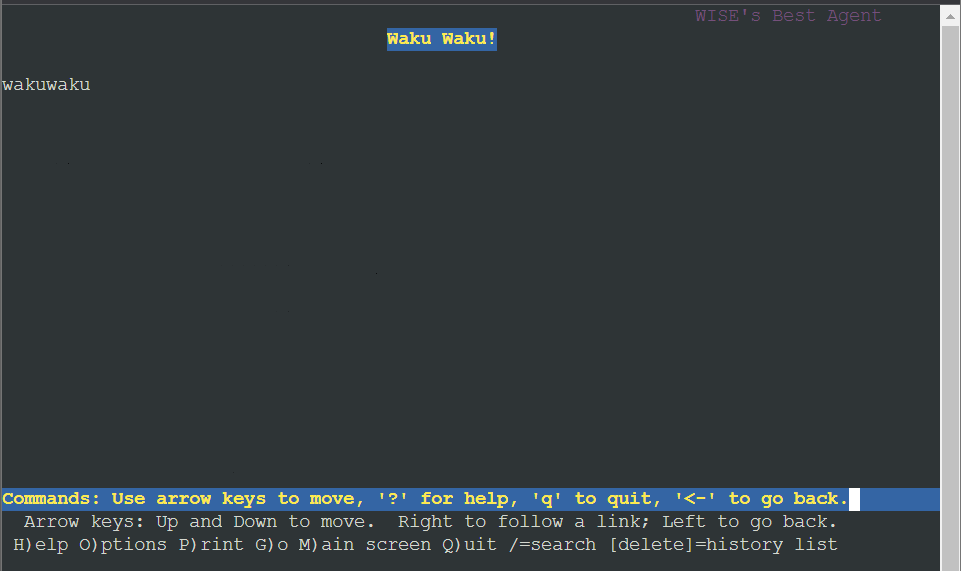 WISE's Best Agent
Waku Waku!
wakuwaku
Commands: Use arrow keys to move, '?' for help, 'q' to quit, '<-' to go back.
Arrow keys: Up and Down to move.  Right to follow a link; Left to go back.
H)elp O)ptions P)rint G)o M)ain screen Q)uit /=search [delete]=history list